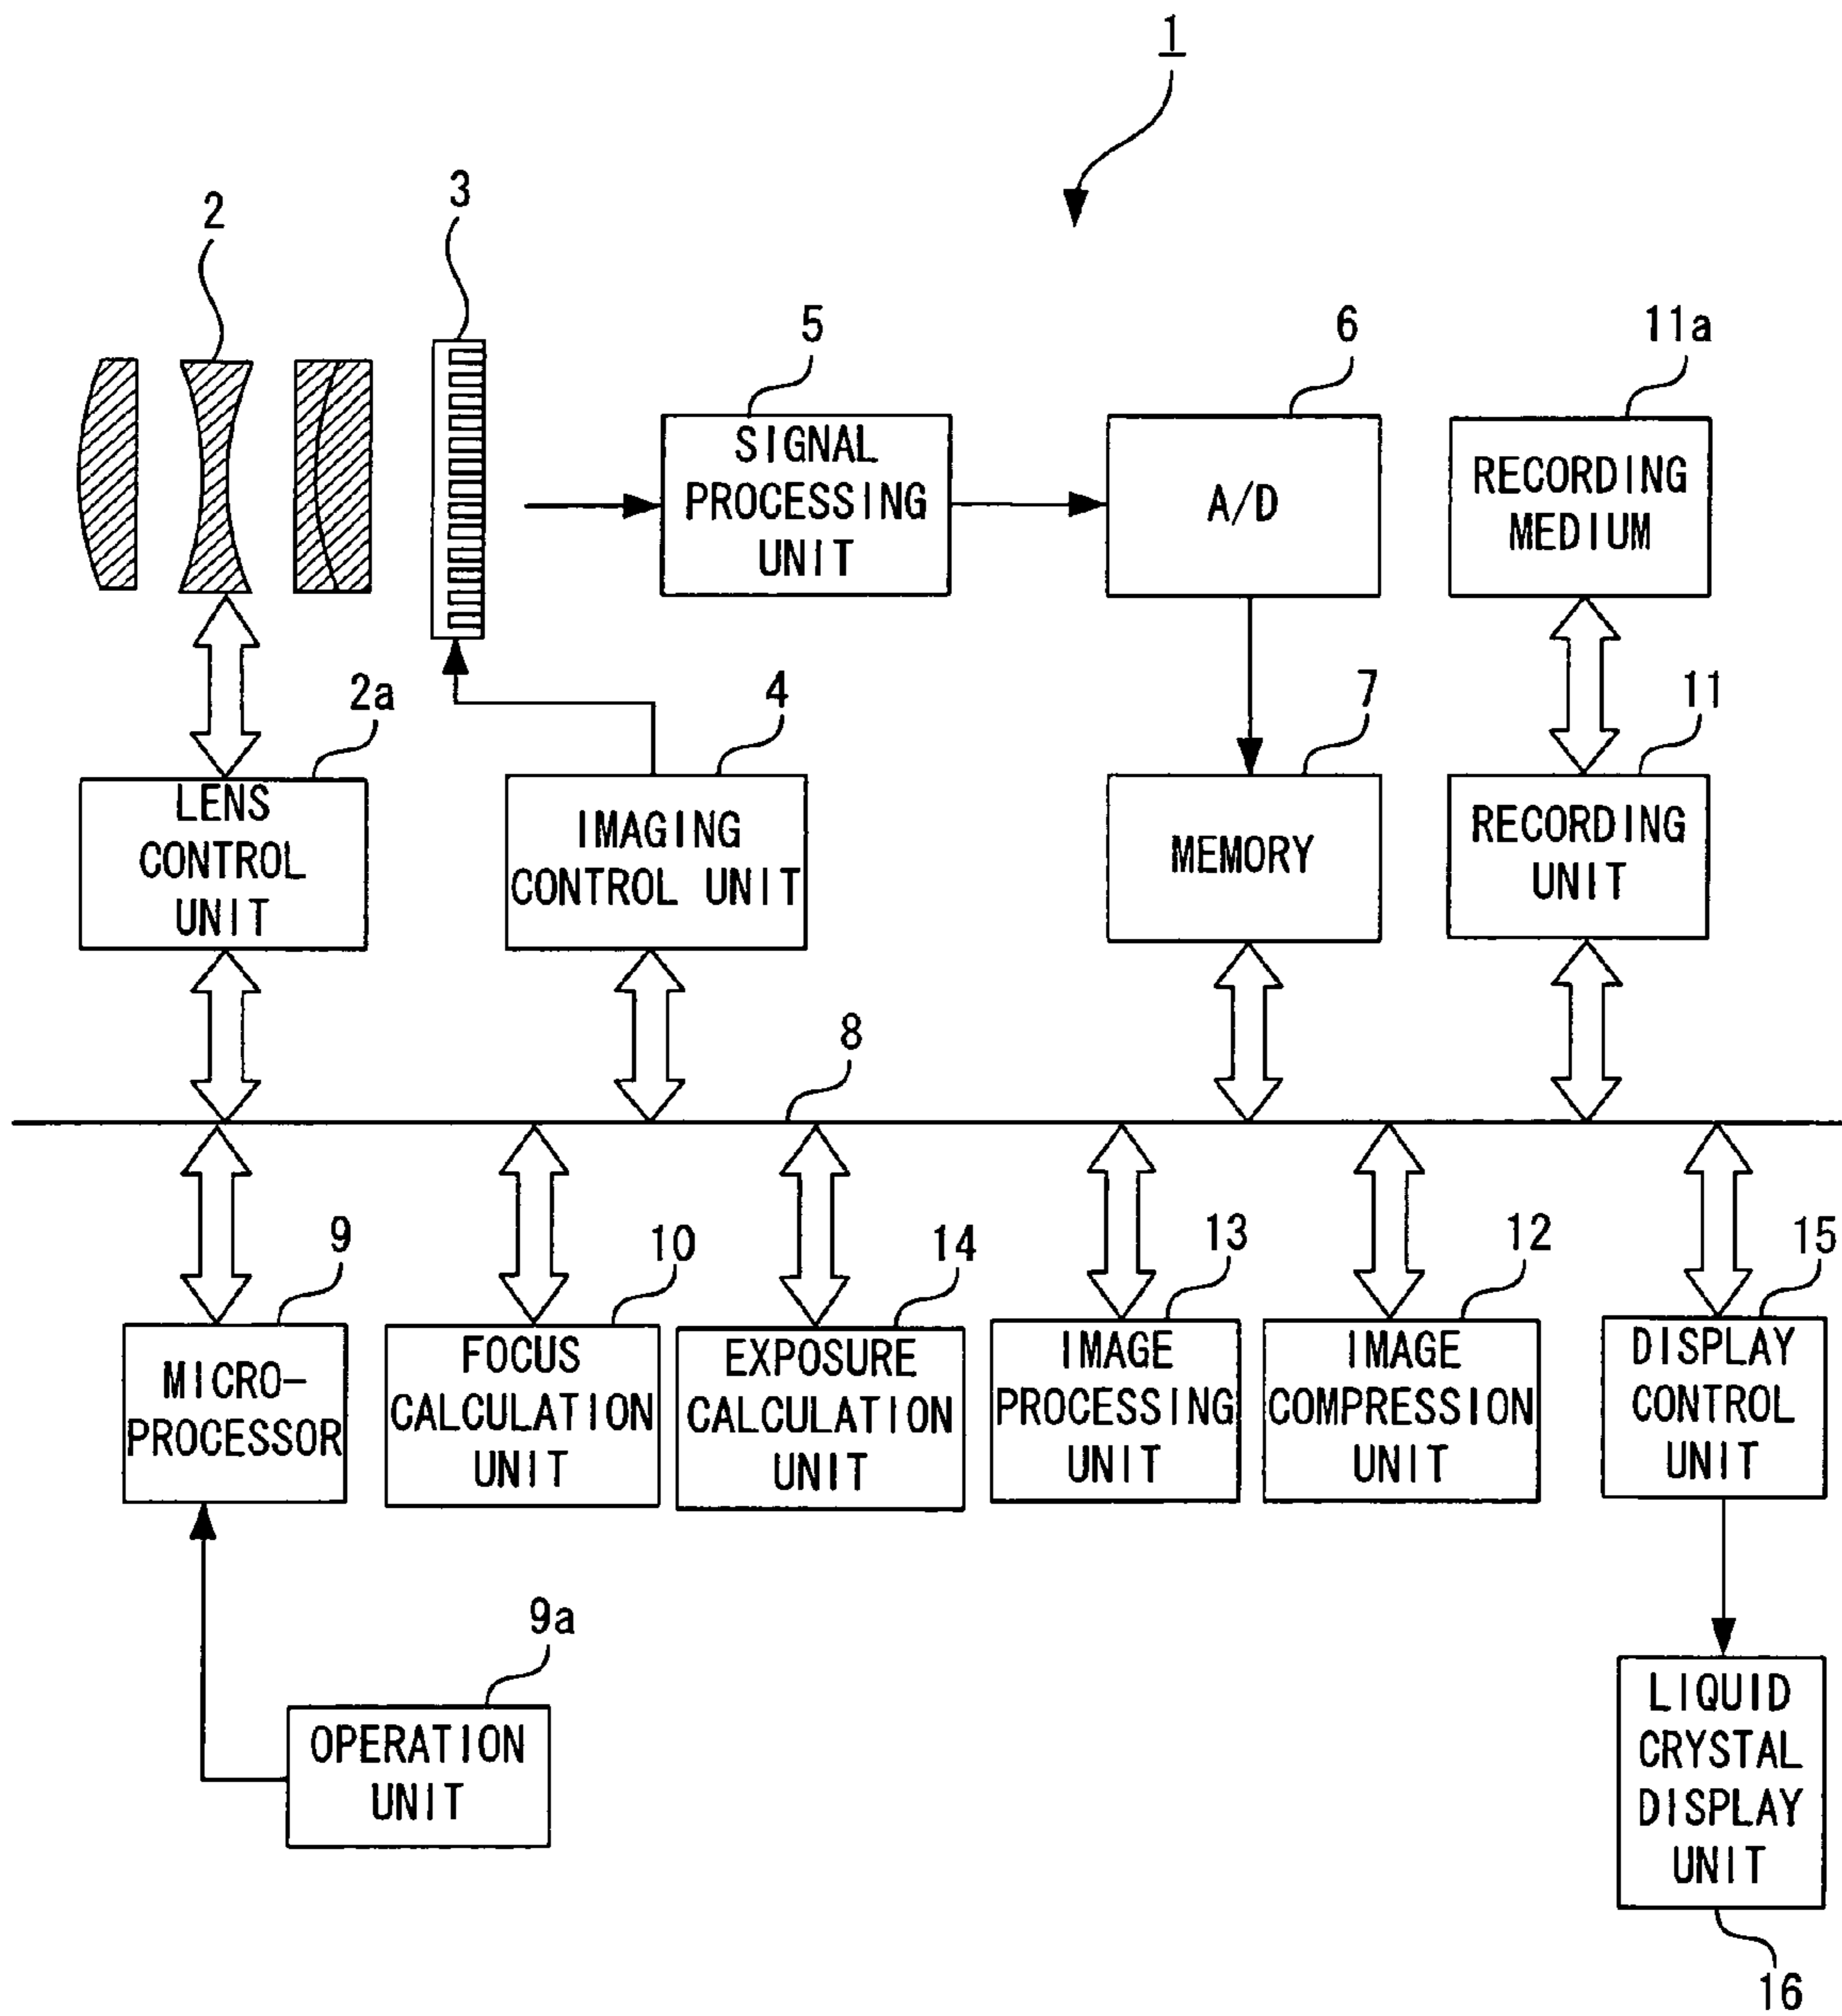 1
2
3
5
SIGNAL
PROCESSING
UNIT
6
A/D
11a
RECORDING
MEDIUM
2a
LENS
CONTROL
UNIT
4
IMAGING
CONTROL UNIT
7
MEMORY
11
RECORDING
UNIT
8
9
MICRO-
PROCESSOR
10
FOCUS
CALCULATION
UNIT
14
EXPOSURE
CALCULATION
UNIT
13
IMAGE
PROCESSING
UNIT
12
IMAGE
COMPRESSION
UNIT
15
DISPLAY
CONTROL
UNIT
9a
OPERATION
UNIT
LIQUID
CRYSTAL
DISPLAY
UNIT
16